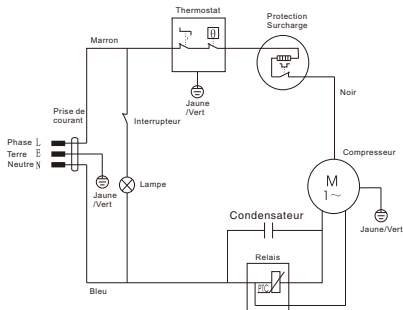 Thermostat
Protection
Surcharge
Marron
θ
Jaune
/Vert
Noir
Prise de
courant
Interrupteur
Compresseur
Phase L
Terre E
Neutre N
M
1~
Lampe
Jaune
/Vert
Condensateur
Jaune/Vert
Relais
Bleu
PTC